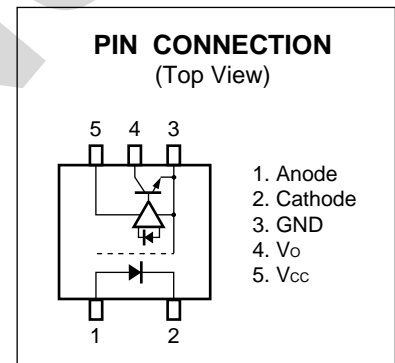 PIN CONNECTION
(Top View)
5 4 3
1. Anode
2. Cathode
3. GND
4. Vo
5. Vcc
1 2